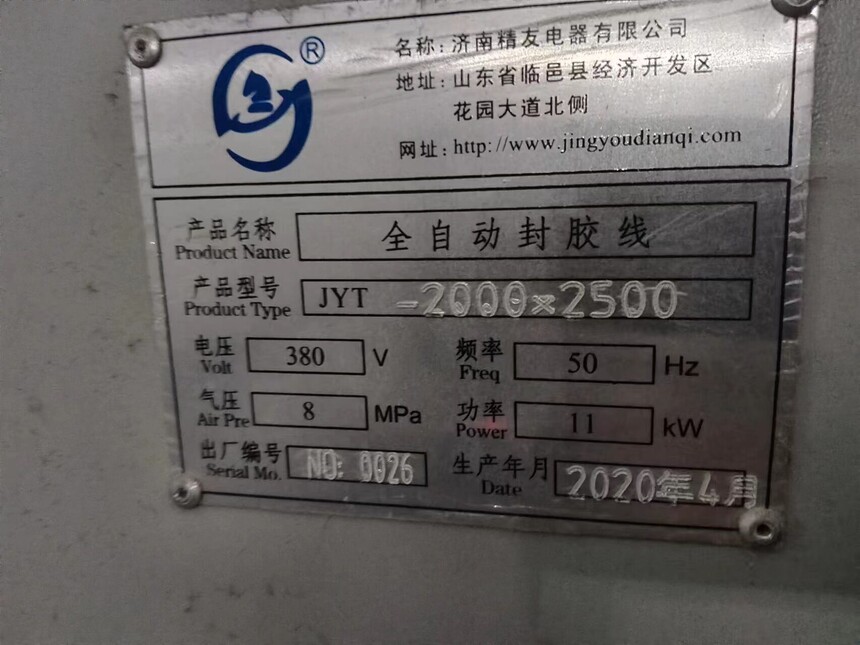 ®
名称:济南精友电器有限公司
地址:山东省临邑县经济开发区
花园大道北侧
网址:http://www.jingyoudianqi.com
产品名称 全自动封胶线
Product Name
产品型号 JYT -2000×2500
Product Type
电压 380 V 频率 50 Hz
Volt Freq
气压 8 MPa 功率 11 kW
Air Pre Power
出厂编号 NO: 0026 生产年月 2020年4月
Serial Mo. Date